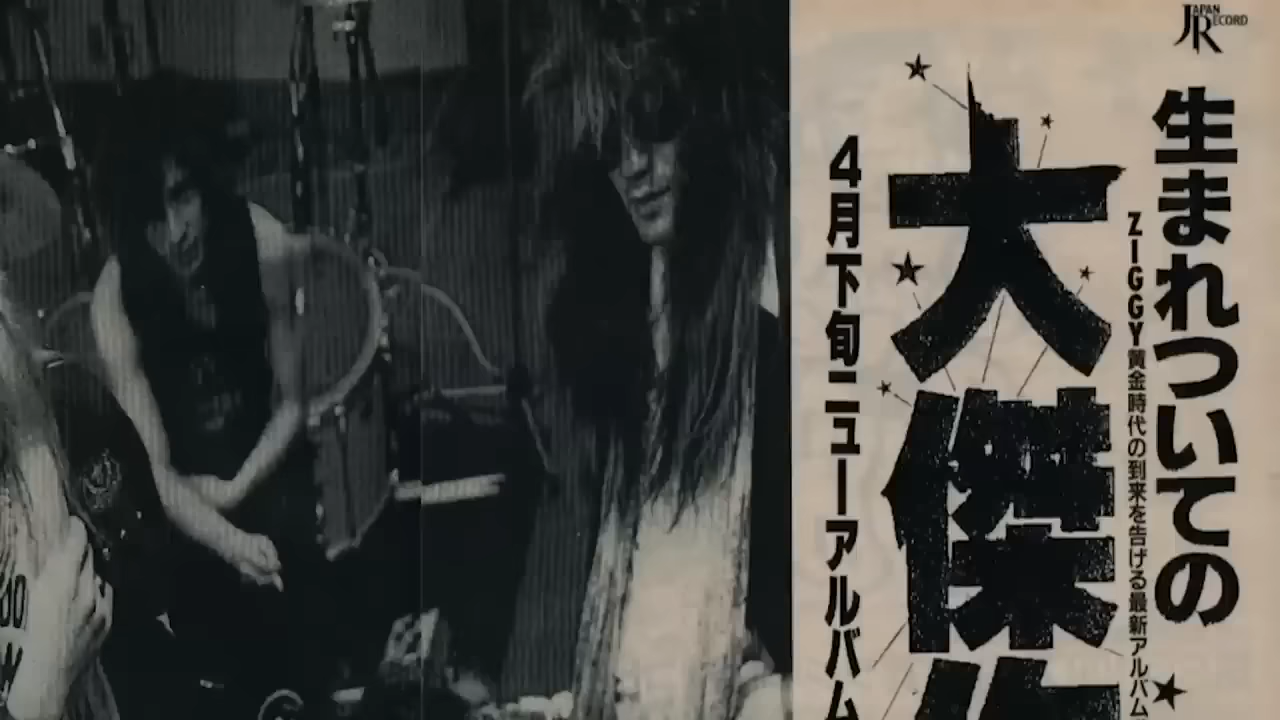 JAPAN RECORD
生まれついての
ZIGGY黄金時代の到来を告げる最新アルバム
大傑作
4月下旬ニューアルバム